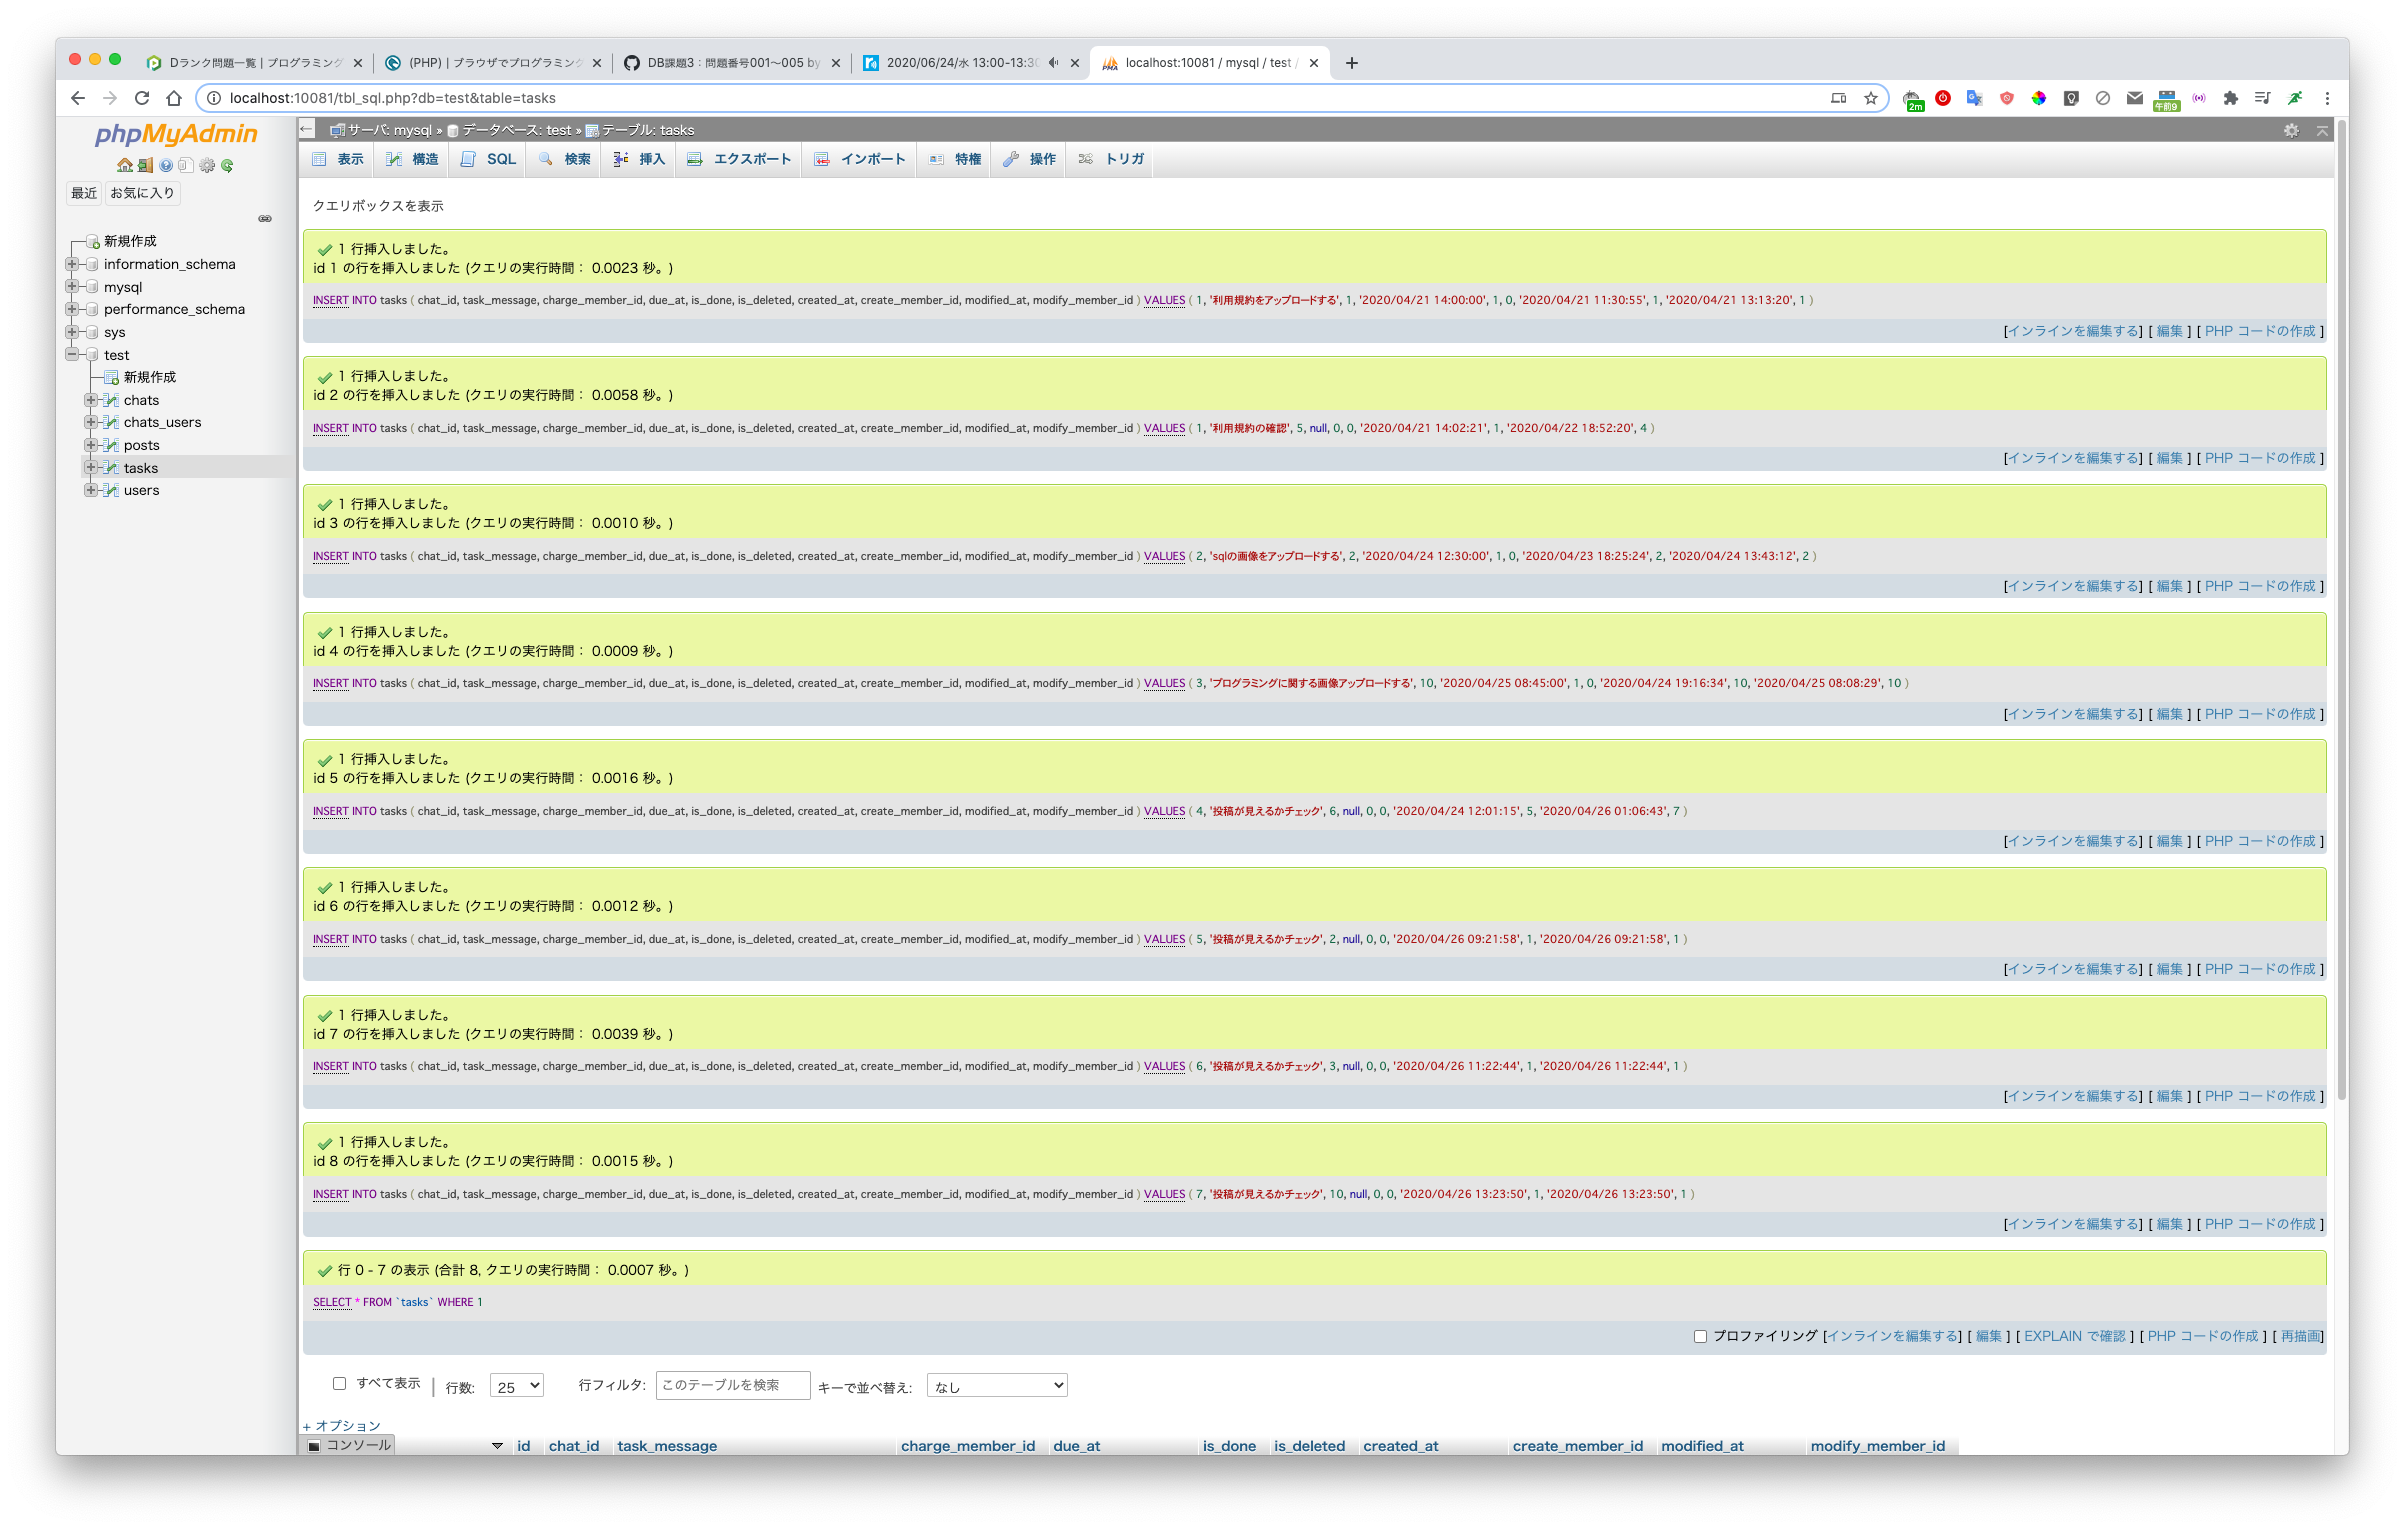 Dランク問題一覧 | プログラミング
(PHP) | ブラウザでプログラミング
DB課題3：問題番号001〜005 by
2020/06/24/水 13:00-13:30
localhost:10081 / mysql / test /
localhost:10081/tbl_sql.php?db=test&table=tasks
2m
午前9
phpMyAdmin
最近 お気に入り
新規作成
information_schema
mysql
performance_schema
sys
test
新規作成
chats
chats_users
posts
tasks
users
サーバ: mysql » データベース: test » テーブル: tasks
表示 構造 SQL 検索 挿入 エクスポート インポート 特権 操作 トリガ
クエリボックスを表示
1 行挿入しました。
id 1 の行を挿入しました (クエリの実行時間： 0.0023 秒。)
INSERT INTO tasks ( chat_id, task_message, charge_member_id, due_at, is_done, is_deleted, created_at, create_member_id, modified_at, modify_member_id ) VALUES ( 1, '利用規約をアップロードする', 1, '2020/04/21 14:00:00', 1, 0, '2020/04/21 11:30:55', 1, '2020/04/21 13:13:20', 1 )
[インラインを編集する] [ 編集 ] [ PHP コードの作成 ]
1 行挿入しました。
id 2 の行を挿入しました (クエリの実行時間： 0.0058 秒。)
INSERT INTO tasks ( chat_id, task_message, charge_member_id, due_at, is_done, is_deleted, created_at, create_member_id, modified_at, modify_member_id ) VALUES ( 1, '利用規約の確認', 5, null, 0, 0, '2020/04/21 14:02:21', 1, '2020/04/22 18:52:20', 4 )
[インラインを編集する] [ 編集 ] [ PHP コードの作成 ]
1 行挿入しました。
id 3 の行を挿入しました (クエリの実行時間： 0.0010 秒。)
INSERT INTO tasks ( chat_id, task_message, charge_member_id, due_at, is_done, is_deleted, created_at, create_member_id, modified_at, modify_member_id ) VALUES ( 2, 'sqlの画像をアップロードする', 2, '2020/04/24 12:30:00', 1, 0, '2020/04/23 18:25:24', 2, '2020/04/24 13:43:12', 2 )
[インラインを編集する] [ 編集 ] [ PHP コードの作成 ]
1 行挿入しました。
id 4 の行を挿入しました (クエリの実行時間： 0.0009 秒。)
INSERT INTO tasks ( chat_id, task_message, charge_member_id, due_at, is_done, is_deleted, created_at, create_member_id, modified_at, modify_member_id ) VALUES ( 3, 'プログラミングに関する画像アップロードする', 10, '2020/04/25 08:45:00', 1, 0, '2020/04/24 19:16:34', 10, '2020/04/25 08:08:29', 10 )
[インラインを編集する] [ 編集 ] [ PHP コードの作成 ]
1 行挿入しました。
id 5 の行を挿入しました (クエリの実行時間： 0.0016 秒。)
INSERT INTO tasks ( chat_id, task_message, charge_member_id, due_at, is_done, is_deleted, created_at, create_member_id, modified_at, modify_member_id ) VALUES ( 4, '投稿が見えるかチェック', 6, null, 0, 0, '2020/04/24 12:01:15', 5, '2020/04/26 01:06:43', 7 )
[インラインを編集する] [ 編集 ] [ PHP コードの作成 ]
1 行挿入しました。
id 6 の行を挿入しました (クエリの実行時間： 0.0012 秒。)
INSERT INTO tasks ( chat_id, task_message, charge_member_id, due_at, is_done, is_deleted, created_at, create_member_id, modified_at, modify_member_id ) VALUES ( 5, '投稿が見えるかチェック', 2, null, 0, 0, '2020/04/26 09:21:58', 1, '2020/04/26 09:21:58', 1 )
[インラインを編集する] [ 編集 ] [ PHP コードの作成 ]
1 行挿入しました。
id 7 の行を挿入しました (クエリの実行時間： 0.0039 秒。)
INSERT INTO tasks ( chat_id, task_message, charge_member_id, due_at, is_done, is_deleted, created_at, create_member_id, modified_at, modify_member_id ) VALUES ( 6, '投稿が見えるかチェック', 3, null, 0, 0, '2020/04/26 11:22:44', 1, '2020/04/26 11:22:44', 1 )
[インラインを編集する] [ 編集 ] [ PHP コードの作成 ]
1 行挿入しました。
id 8 の行を挿入しました (クエリの実行時間： 0.0015 秒。)
INSERT INTO tasks ( chat_id, task_message, charge_member_id, due_at, is_done, is_deleted, created_at, create_member_id, modified_at, modify_member_id ) VALUES ( 7, '投稿が見えるかチェック', 10, null, 0, 0, '2020/04/26 13:23:50', 1, '2020/04/26 13:23:50', 1 )
[インラインを編集する] [ 編集 ] [ PHP コードの作成 ]
行 0 - 7 の表示 (合計 8, クエリの実行時間： 0.0007 秒。)
SELECT * FROM `tasks` WHERE 1
プロファイリング [インラインを編集する] [ 編集 ] [ EXPLAIN で確認 ] [ PHP コードの作成 ] [ 再描画]
すべて表示 | 行数: 25 行フィルタ: このテーブルを検索 キーで並べ替え: なし
+ オプション
コンソール
id chat_id task_message charge_member_id due_at is_done is_deleted created_at create_member_id modified_at modify_member_id